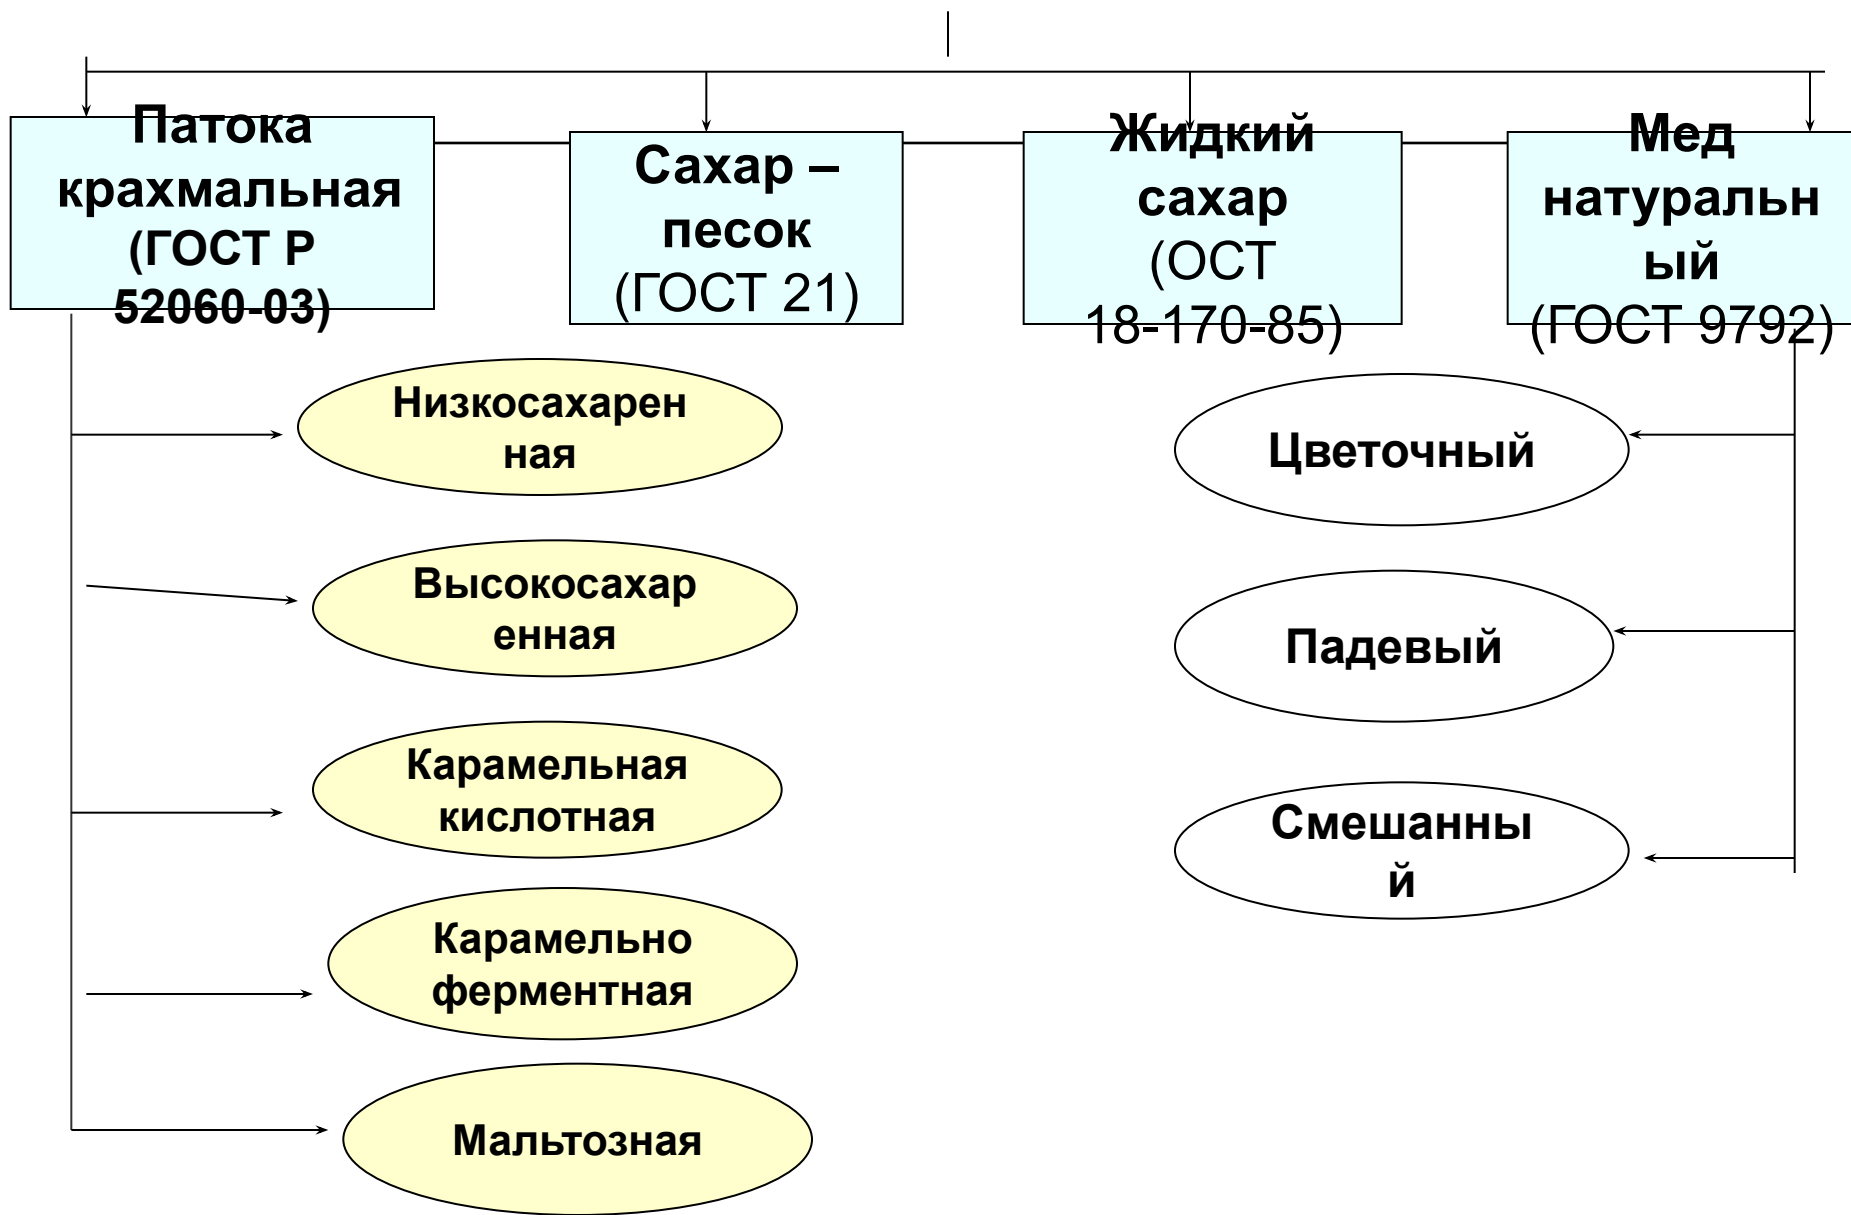 Патока
крахмальная
(ГОСТ Р
52060-03)
Сахар –
песок
(ГОСТ 21)
Жидкий
сахар
(ОСТ
18-170-85)
Мед
натуральн
ый
(ГОСТ 9792)
Низкосахарен
ная
Высокосахар
енная
Карамельная
кислотная
Карамельно
ферментная
Мальтозная
Цветочный
Падевый
Смешанны
й